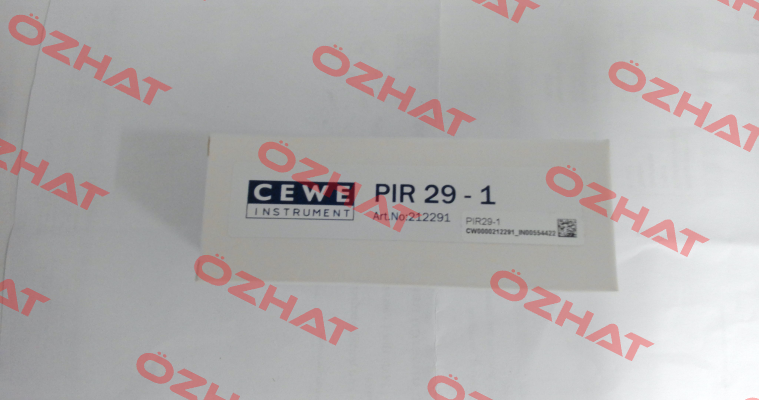 CEWE
INSTRUMENT
PIR 29 - 1
Art.No:212291
PIR29-1
CW0000212291_IN00554422
ÖZHAT
ÖZHAT
ÖZHAT
ÖZHAT
ÖZHAT
ÖZHAT
ÖZHAT
ÖZHAT